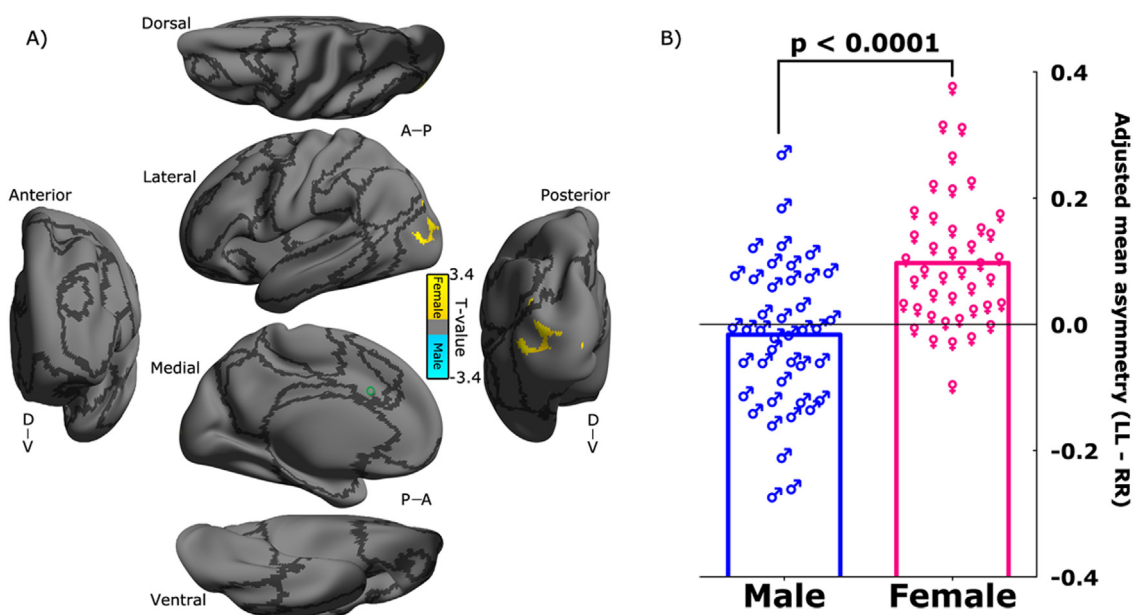 A)
Dorsal
A–P
Lateral
Anterior
Posterior
3.4
Female
T-value
Male
-3.4
Medial
D–V
D–V
P–A
Ventral
B)
p < 0.0001
0.4
0.2
0.0
-0.2
-0.4
Adjusted mean asymmetry (LL - RR)
Male
Female